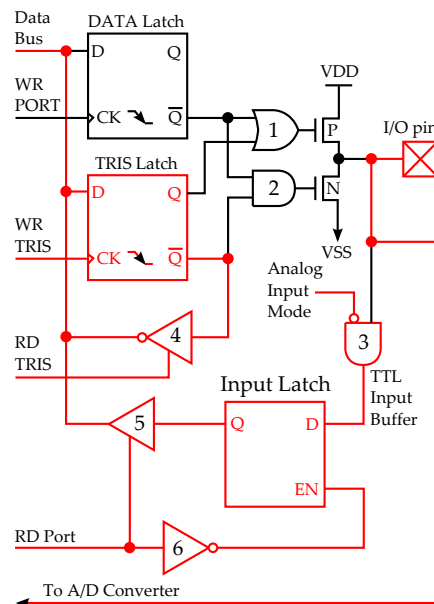 Data
Bus
DATA Latch
D
Q
WR
PORT
CK
Q
1
VDD
P
I/O pin
TRIS Latch
D
Q
2
N
WR
TRIS
CK
Q
VSS
Analog
Input
Mode
4
3
RD
TRIS
TTL
Input
Buffer
Input Latch
5
Q
D
EN
RD Port
6
To A/D Converter